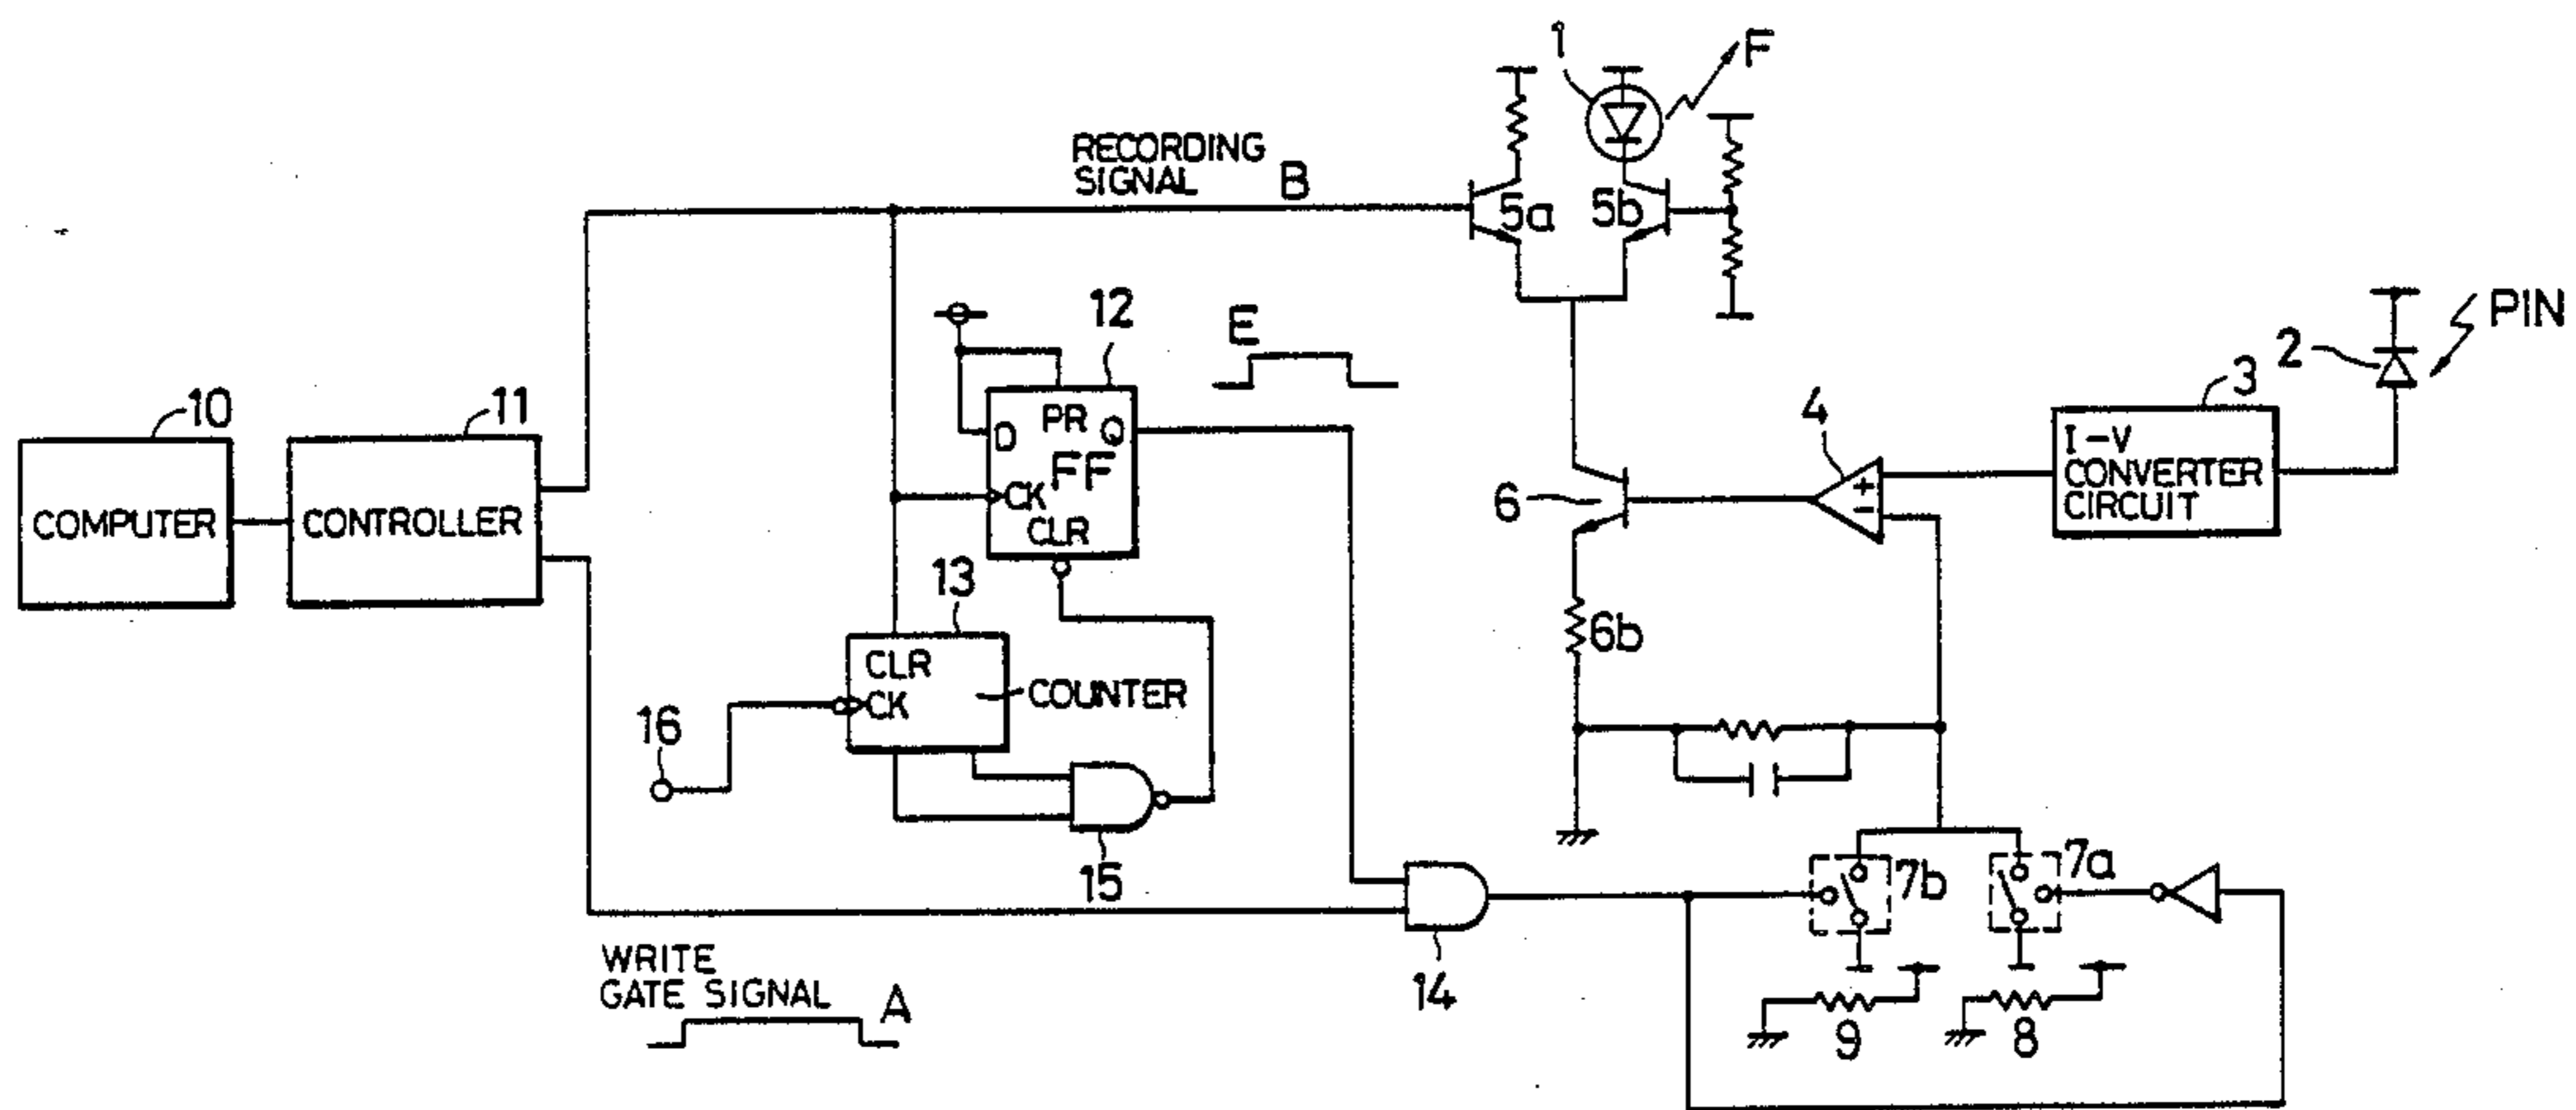 1
F
RECORDING
SIGNAL
B
5a
5b
12
E
PIN
2
3
10
11
PR
D
Q
FF
CK
CLR
4
I-V
CONVERTER
CIRCUIT
COMPUTER
CONTROLLER
+
-
6
13
6b
CLR
CK
COUNTER
16
15
7b
7a
WRITE
GATE SIGNAL
A
14
9
8